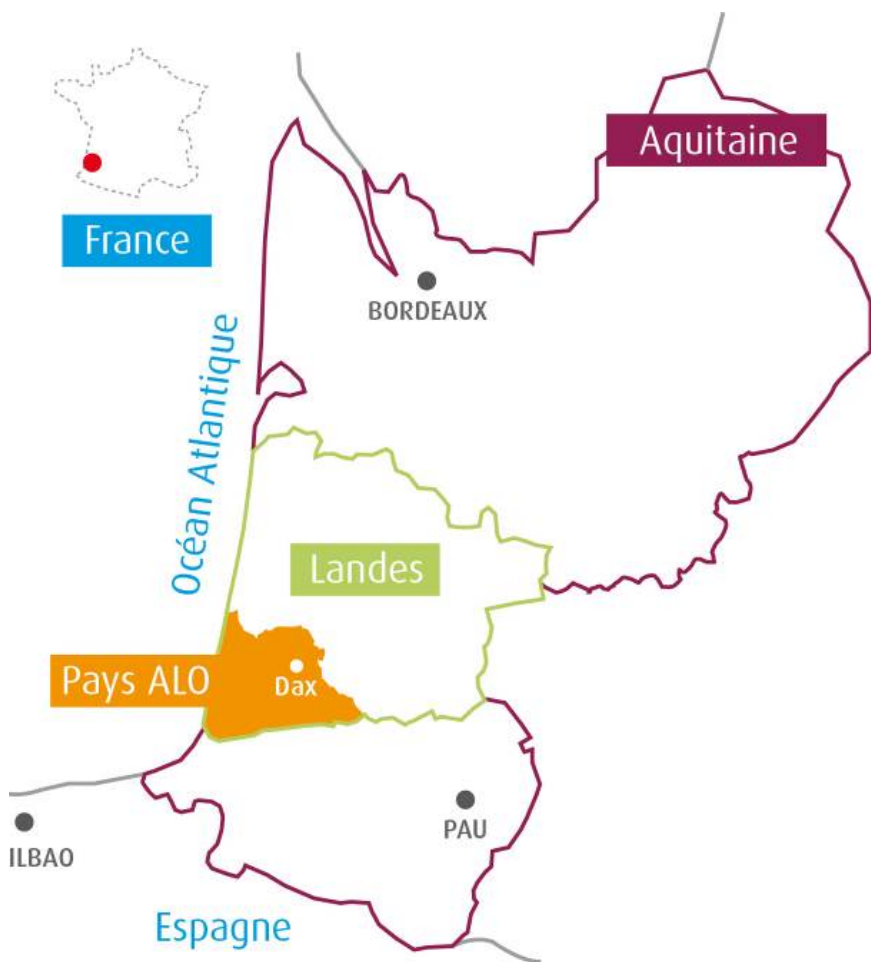 Aquitaine
France
BORDEAUX
Océan Atlantique
Landes
Pays ALO
Dax
PAU
ILBAO
Espagne